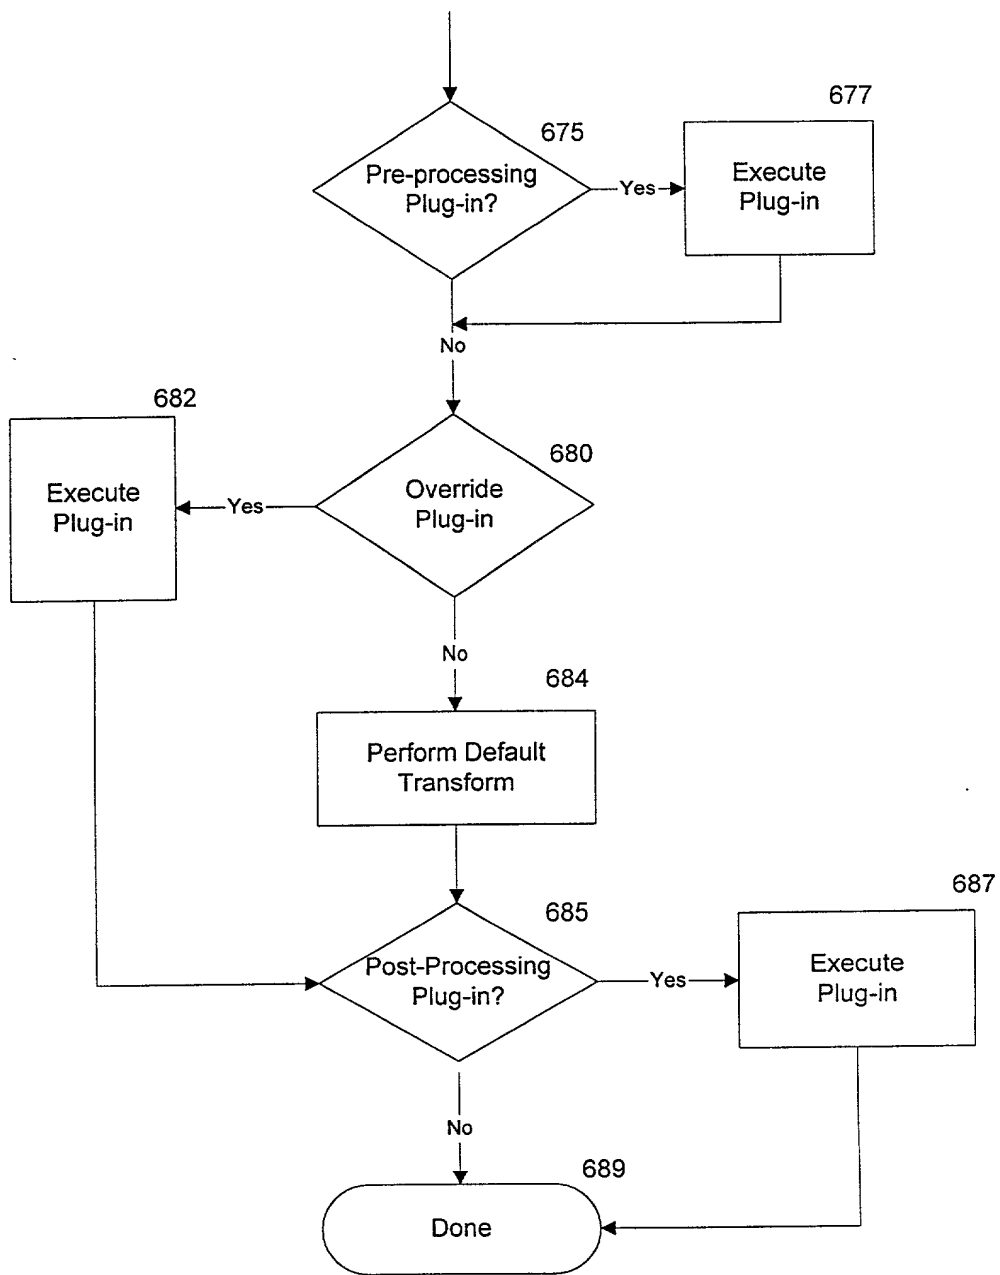 677
675
Pre-processing
Plug-in?
Yes
Execute
Plug-in
No
682
680
Execute
Plug-in
Yes
Override
Plug-in
No
684
Perform Default
Transform
687
685
Post-Processing
Plug-in?
Yes
Execute
Plug-in
No
689
Done